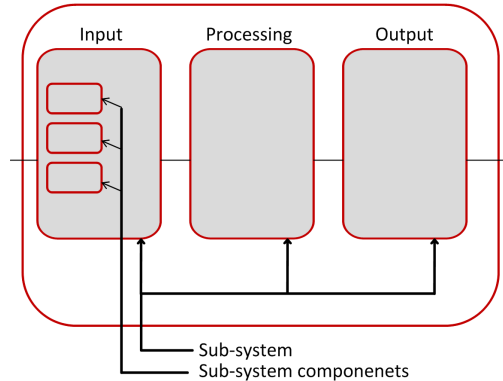 Input
Processing
Output
Sub-system
Sub-system componenets